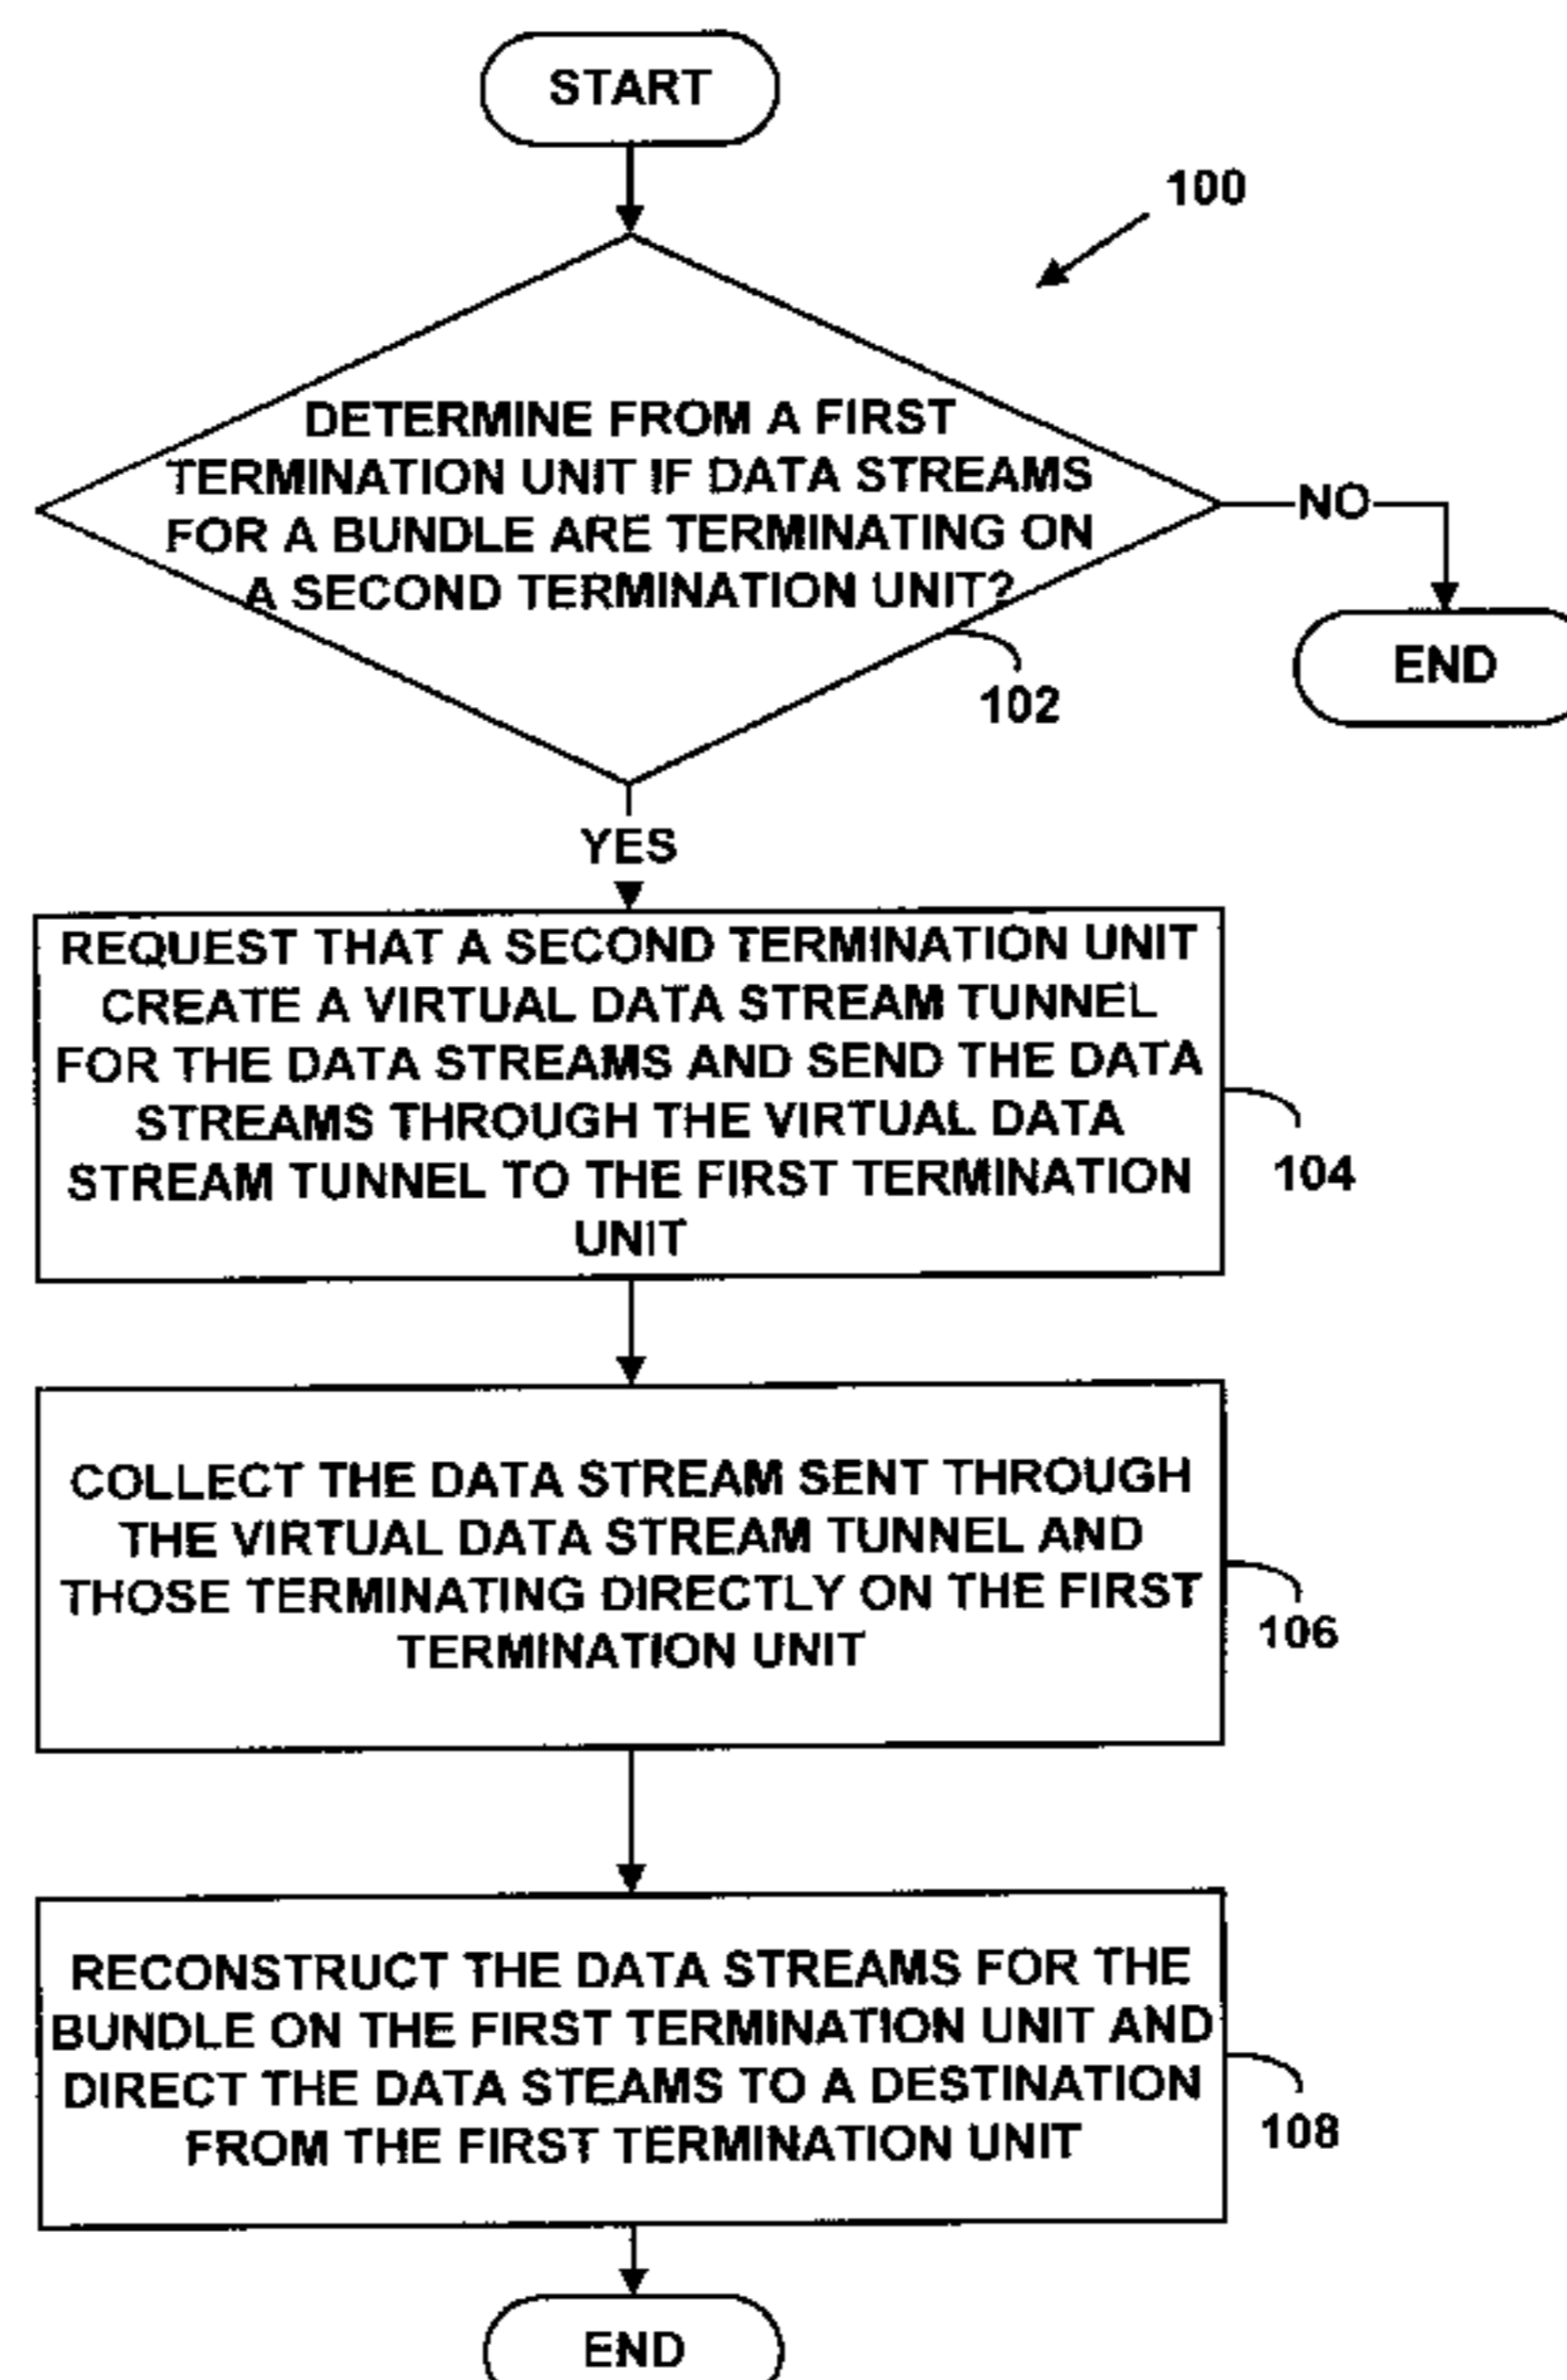 START
100
DETERMINE FROM A FIRST
TERMINATION UNIT IF DATA STREAMS
FOR A BUNDLE ARE TERMINATING ON
A SECOND TERMINATION UNIT?
NO
END
102
YES
REQUEST THAT A SECOND TERMINATION UNIT
CREATE A VIRTUAL DATA STREAM TUNNEL
FOR THE DATA STREAMS AND SEND THE DATA
STREAMS THROUGH THE VIRTUAL DATA
STREAM TUNNEL TO THE FIRST TERMINATION
UNIT
104
COLLECT THE DATA STREAM SENT THROUGH
THE VIRTUAL DATA STREAM TUNNEL AND
THOSE TERMINATING DIRECTLY ON THE FIRST
TERMINATION UNIT
106
RECONSTRUCT THE DATA STREAMS FOR THE
BUNDLE ON THE FIRST TERMINATION UNIT AND
DIRECT THE DATA STEAMS TO A DESTINATION
FROM THE FIRST TERMINATION UNIT
108
END